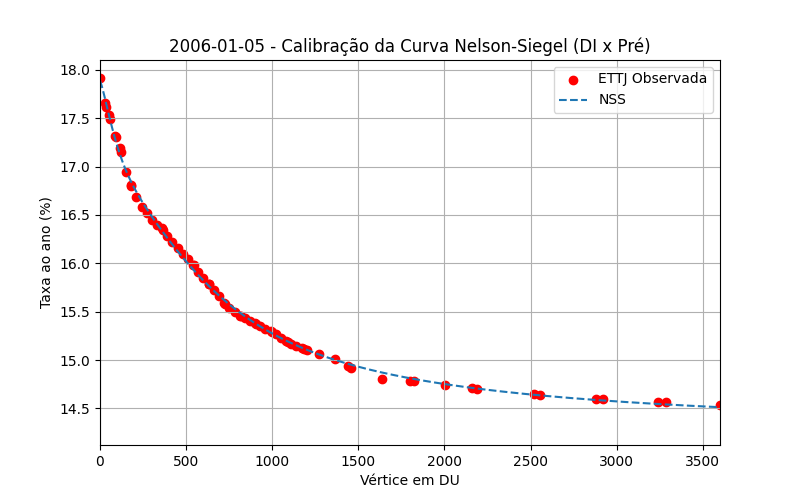 2006-01-05 - Calibração da Curva Nelson-Siegel (DI x Pré)
ETTJ Observada
NSS
Taxa ao ano (%)
18.0
17.5
17.0
16.5
16.0
15.5
15.0
14.5
0 500 1000 1500 2000 2500 3000 3500
Vértice em DU